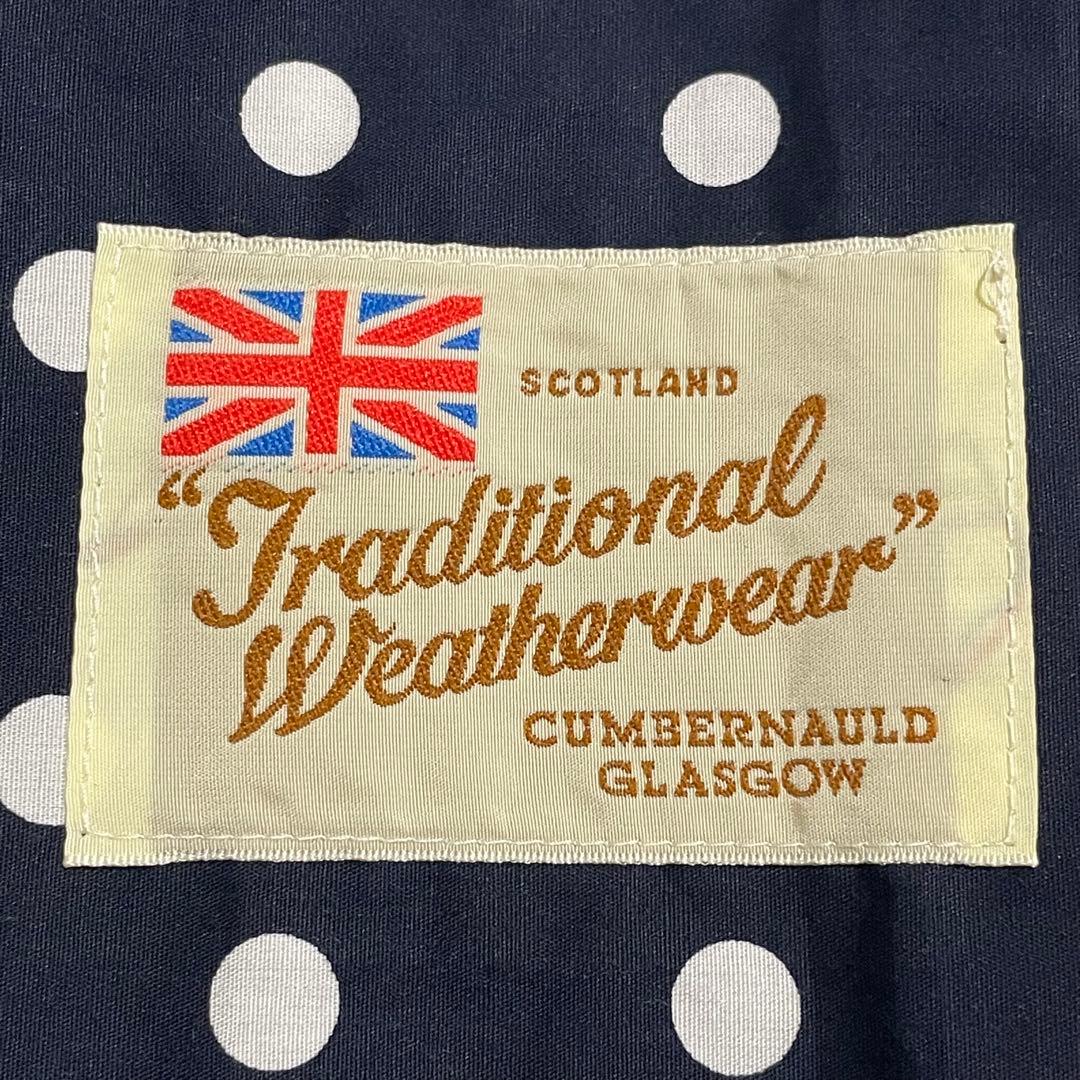 SCOTLAND
“Traditional
Weatherwear”
CUMBERNAULD
GLASGOW